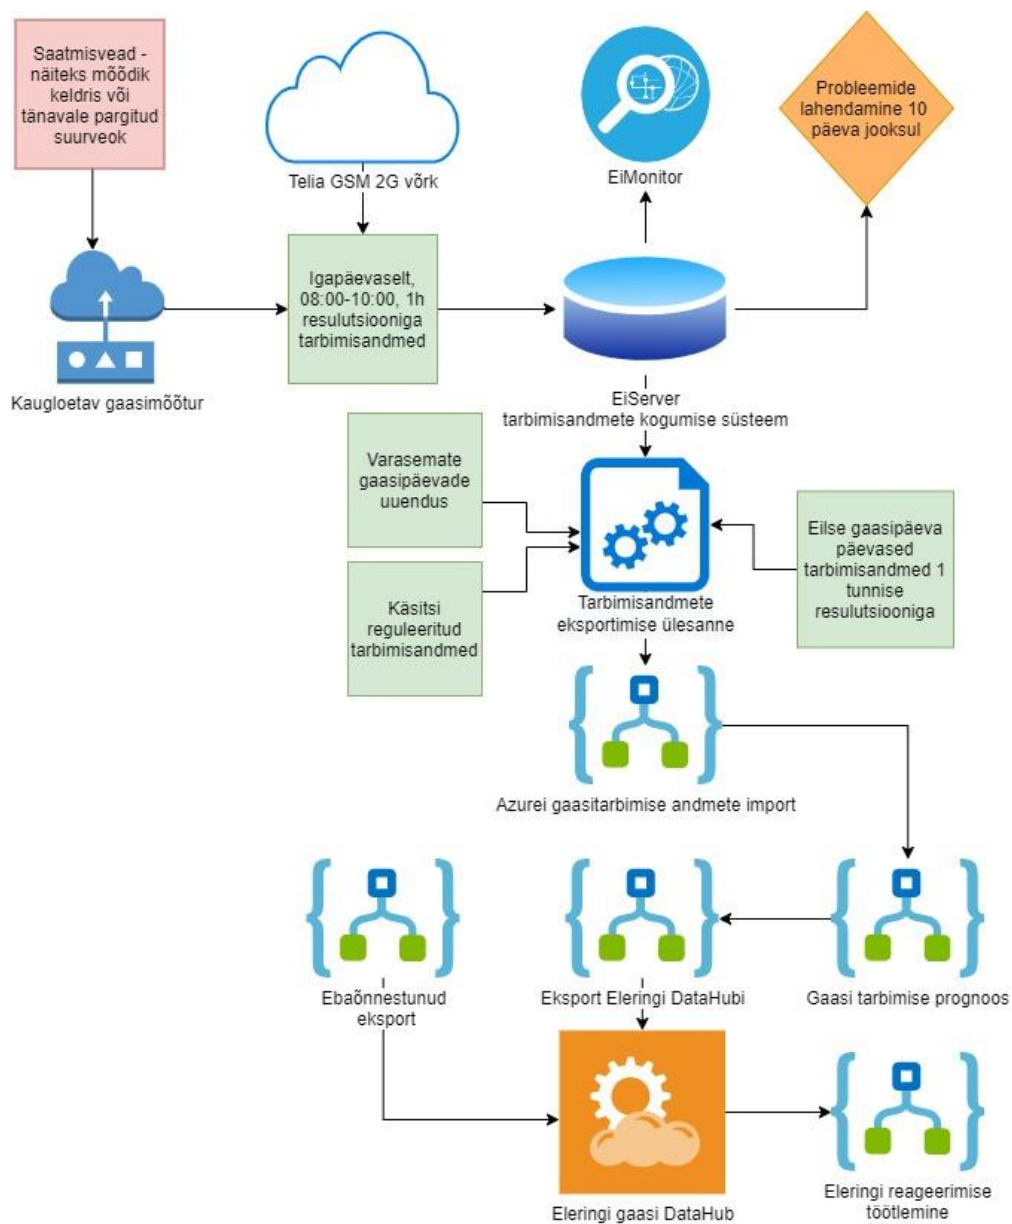 Saatmisvead -
näiteks mõõdik
keldris või
tänavale pargitud
suurveok
Telia GSM 2G võrk
EiMonitor
Probleemide
lahendamine 10
päeva jooksul
Igapäevaselt,
08:00-10:00, 1h
resulutsiooniga
tarbimisandmed
Kaugloetav gaasimõõtur
EiServer
tarbimisandmete kogumise süsteem
Varasemate
gaasipäevade
uuendus
Käsitsi
reguleeritud
tarbimisandmed
Eilse gaasipäeva
päevased
tarbimisandmed 1
tunnise
resulutsiooniga
Tarbimisandmete
eksportimise ülesanne
Azurei gaasitarbimise andmete import
Ebaõnnestunud
eksport
Eksport Eleringi DataHubi
Gaasi tarbimise prognoos
Eleringi gaasi DataHub
Eleringi reageerimise
töötlemine